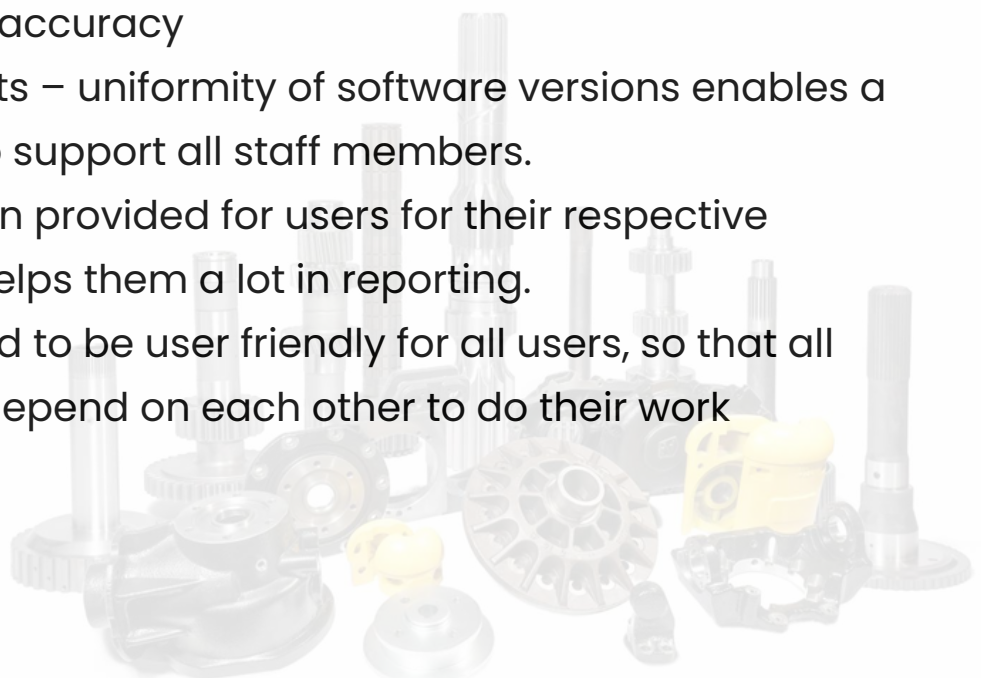 accuracy
ts – uniformity of software versions enables a
support all staff members.
n provided for users for their respective
elps them a lot in reporting.
d to be user friendly for all users, so that all
epend on each other to do their work